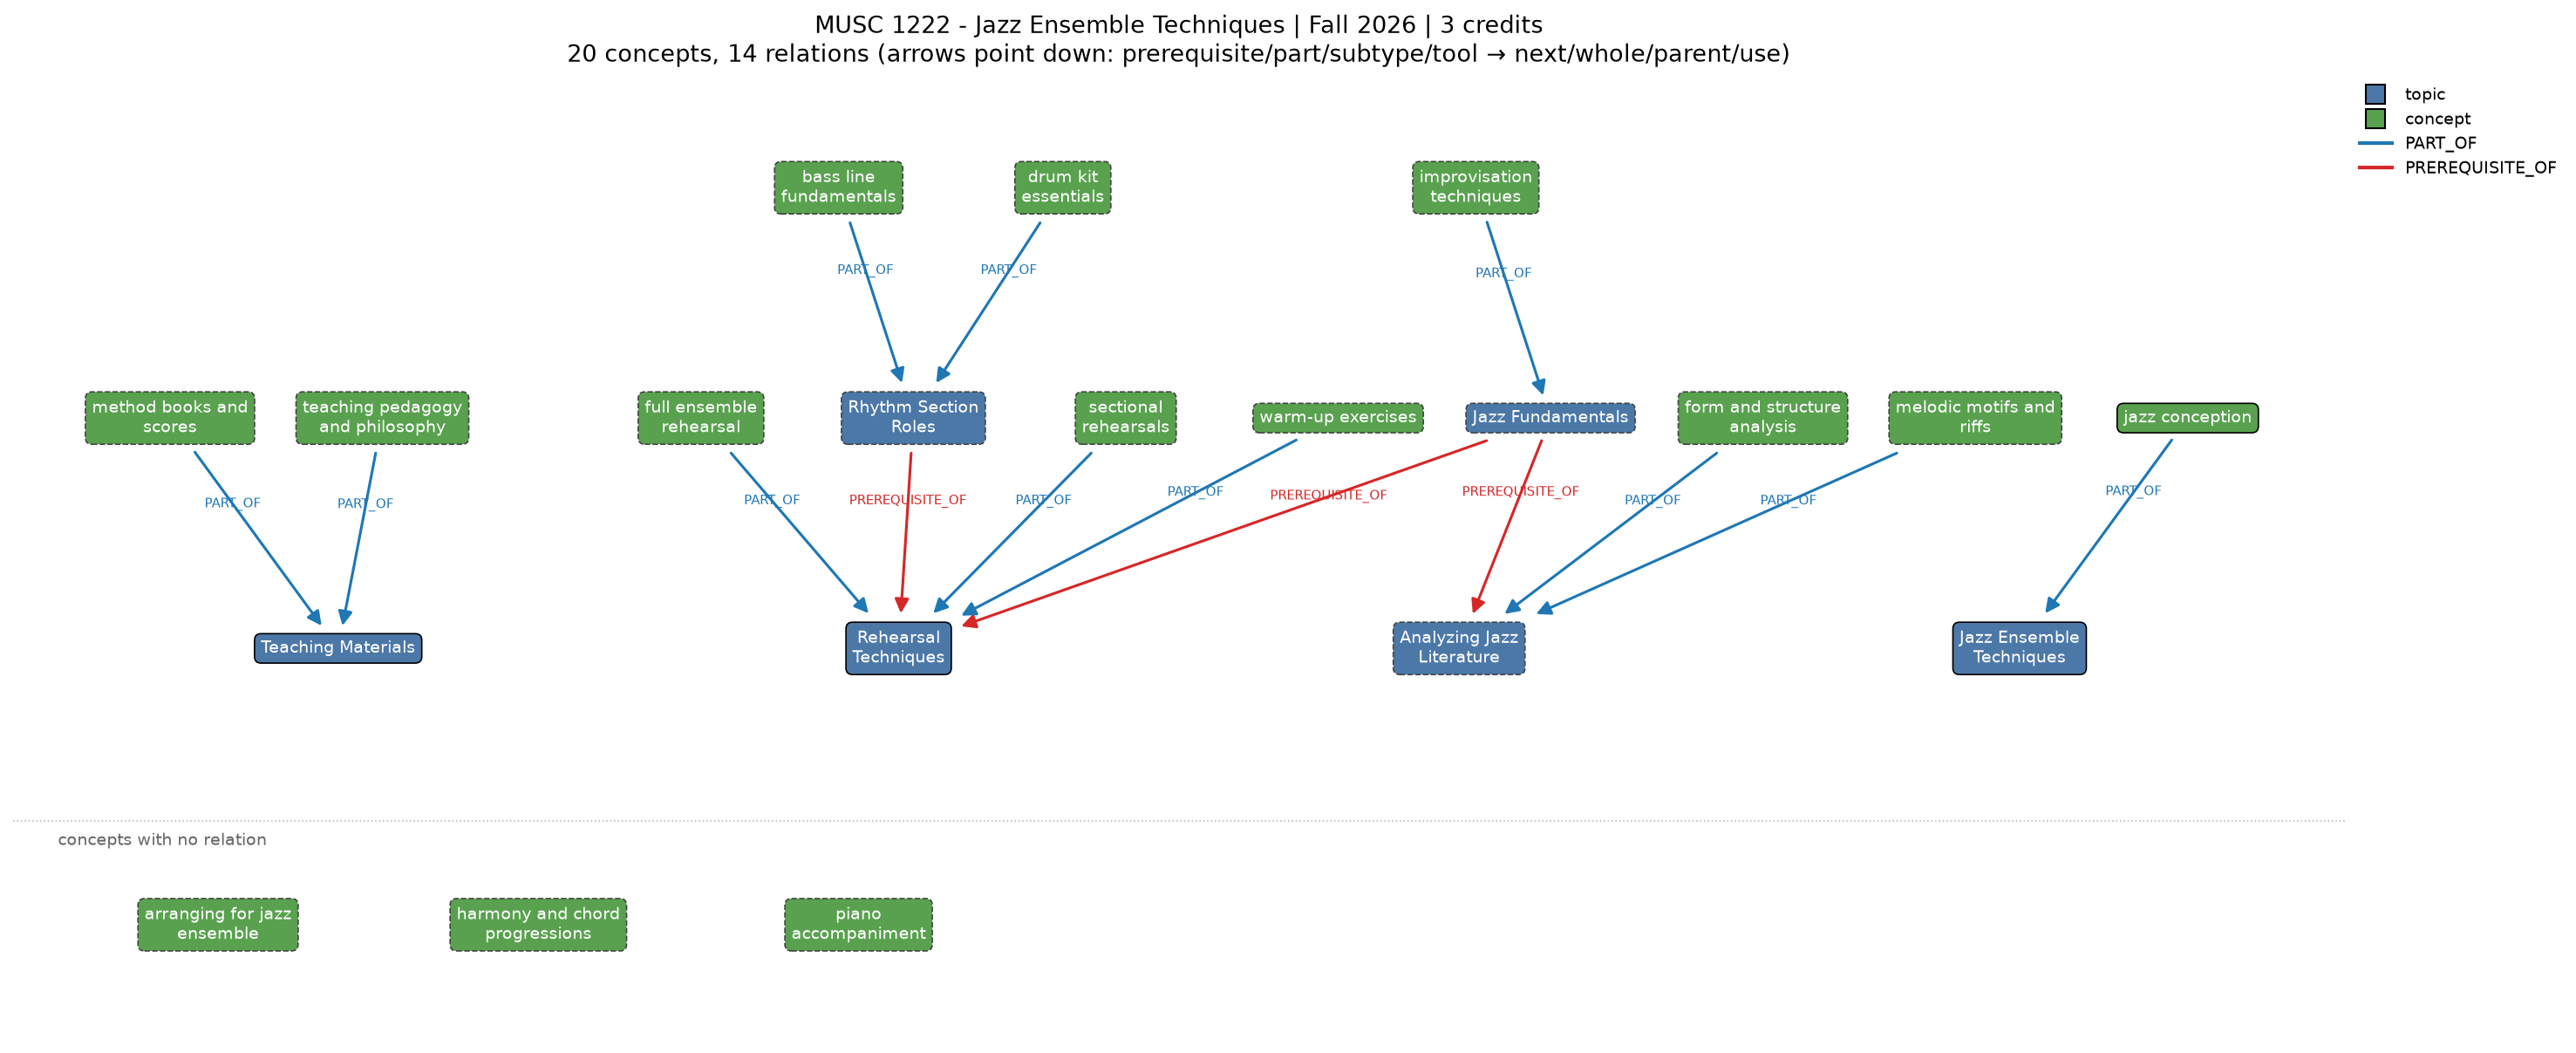 MUSC 1222 - Jazz Ensemble Techniques | Fall 2026 | 3 credits
20 concepts, 14 relations (arrows point down: prerequisite/part/subtype/tool → next/whole/parent/use)
topic
concept
PART_OF
PREREQUISITE_OF
bass line
fundamentals
drum kit
essentials
improvisation
techniques
PART_OF
PART_OF
PART_OF
method books and
scores
teaching pedagogy
and philosophy
full ensemble
rehearsal
Rhythm Section
Roles
sectional
rehearsals
warm-up exercises
Jazz Fundamentals
form and structure
analysis
melodic motifs and
riffs
jazz conception
PART_OF
PART_OF
PART_OF
PREREQUISITE_OF
PART_OF
PART_OF
PREREQUISITE_OF
PREREQUISITE_OF
PART_OF
PART_OF
PART_OF
Teaching Materials
Rehearsal
Techniques
Analyzing Jazz
Literature
Jazz Ensemble
Techniques
concepts with no relation
arranging for jazz
ensemble
harmony and chord
progressions
piano
accompaniment